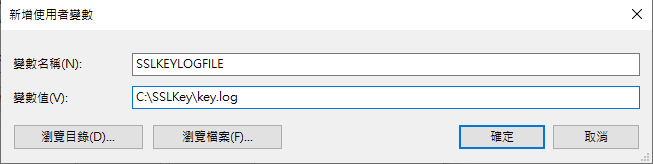 新增使用者變數
變數名稱(N): SSLKEYLOGFILE
變數值(V): C:\SSLKey\key.log
瀏覽目錄(D)... 瀏覽檔案(F)... 確定 取消